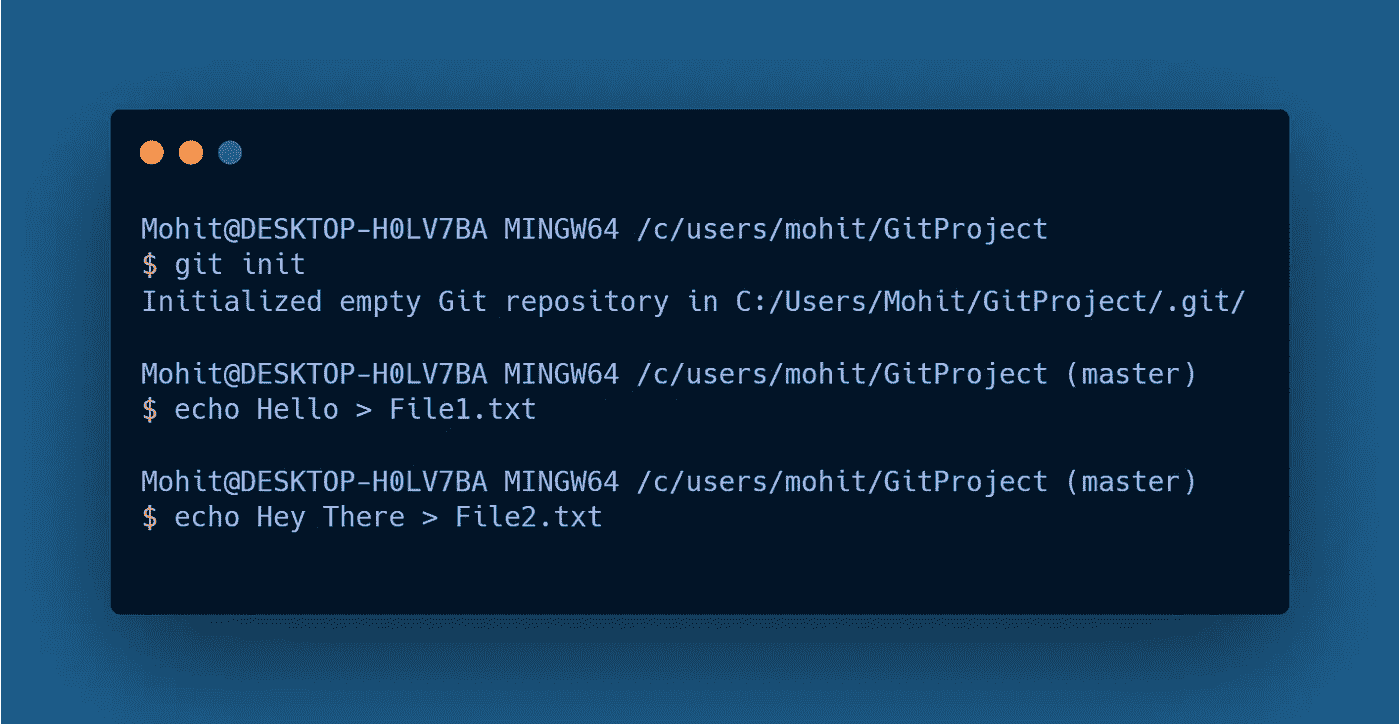 Mohit@DESKTOP-H0LV7BA MINGW64 /c/users/mohit/GitProject
$ git init
Initialized empty Git repository in C:/Users/Mohit/GitProject/.git/
Mohit@DESKTOP-H0LV7BA MINGW64 /c/users/mohit/GitProject (master)
$ echo Hello > File1.txt
Mohit@DESKTOP-H0LV7BA MINGW64 /c/users/mohit/GitProject (master)
$ echo Hey There > File2.txt